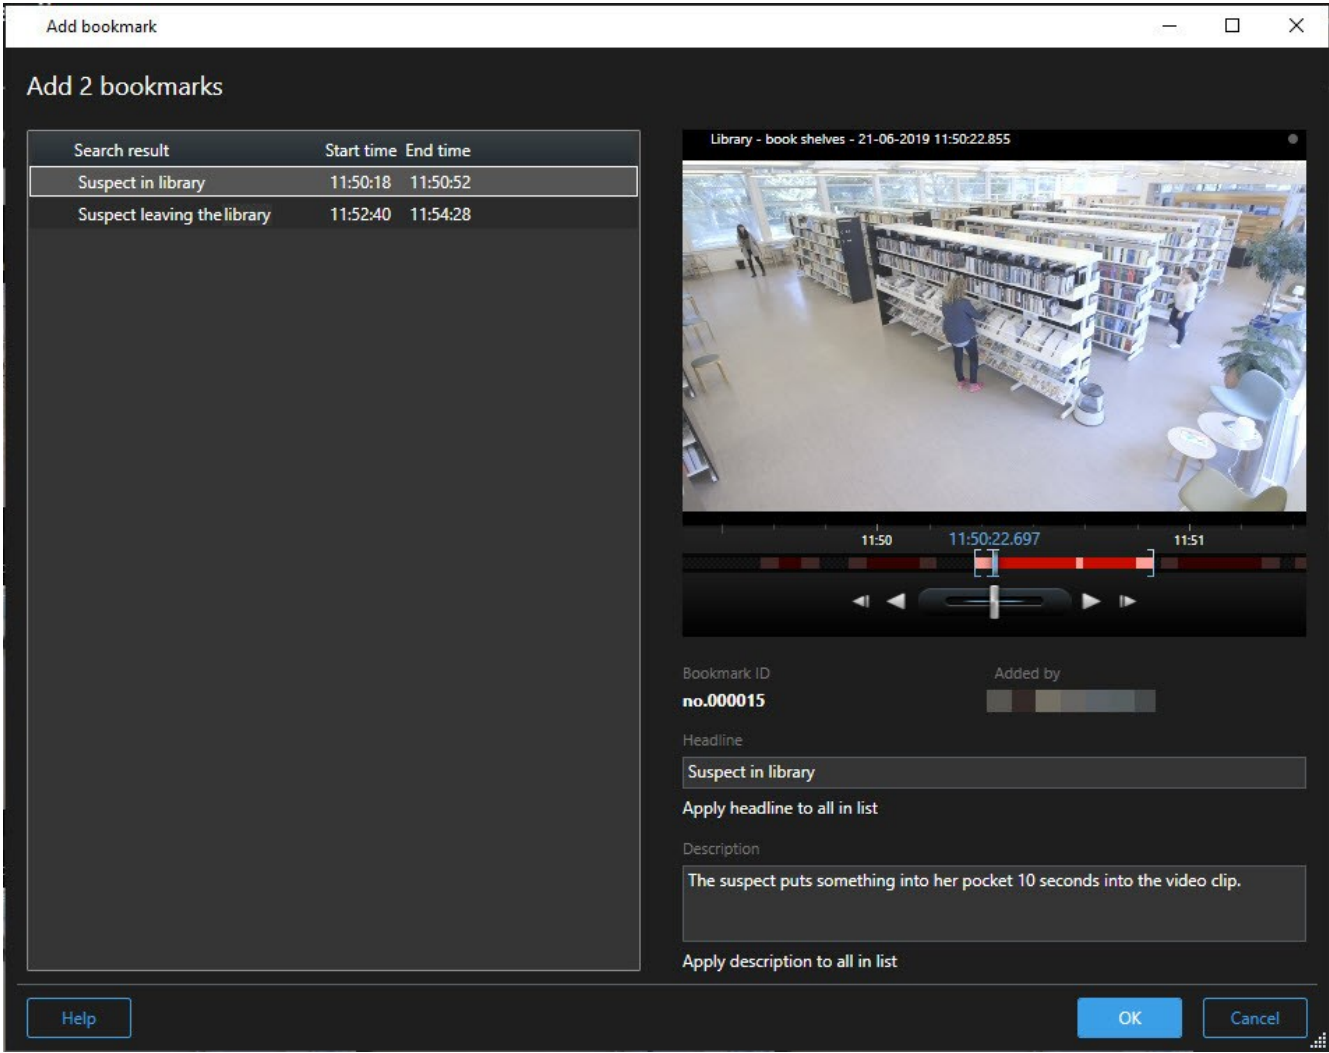 Add bookmark
Add 2 bookmarks
Search result Start time End time
Suspect in library 11:50:18 11:50:52
Suspect leaving the library 11:52:40 11:54:28
Library - book shelves - 21-06-2019 11:50:22.855
11:50 11:50:22.697 11:51
Bookmark ID Added by
no.000015
Headline
Suspect in library
Apply headline to all in list
Description
The suspect puts something into her pocket 10 seconds into the video clip.
Apply description to all in list
Help OK Cancel